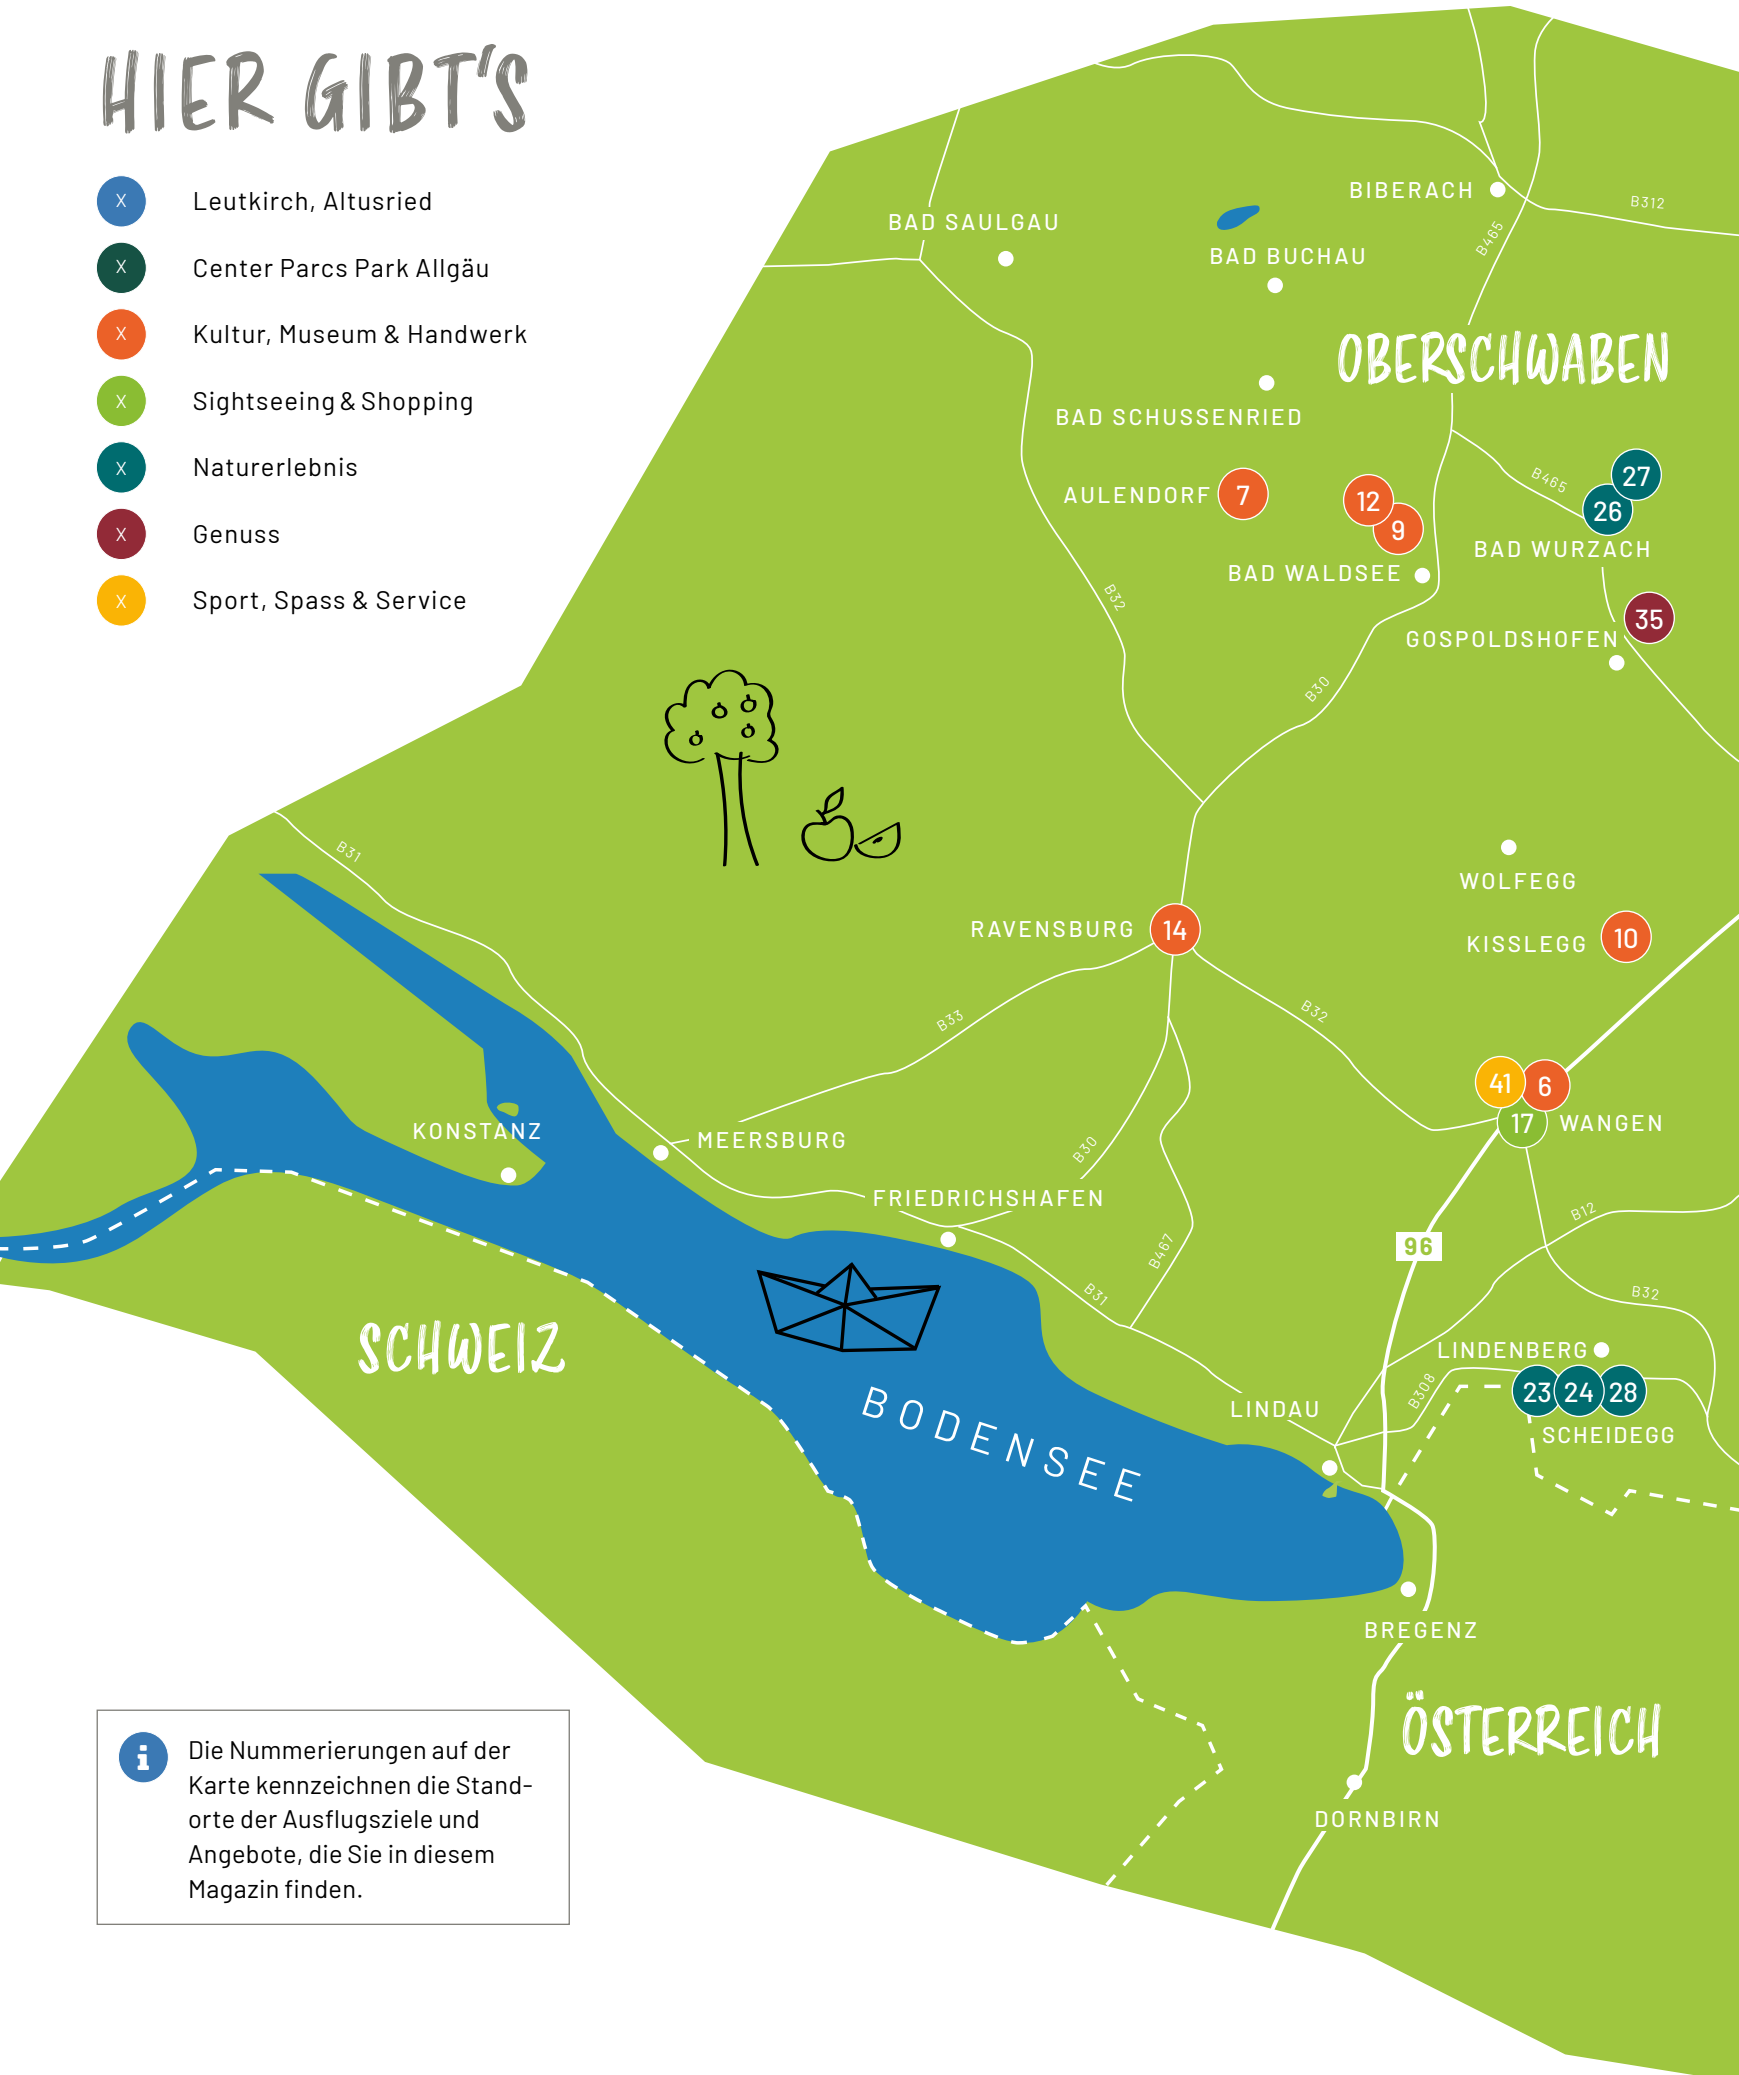 HIER GIBT'S
X Leutkirch, Altusried
X Center Parcs Park Allgäu
X Kultur, Museum & Handwerk
X Sightseeing & Shopping
X Naturerlebnis
X Genuss
X Sport, Spass & Service
BIBERACH
B312
BAD SAULGAU
B465
BAD BUCHAU
OBERSCHWABEN
BAD SCHUSSENRIED
27
B465
26
AULENDORF 7
12
9
BAD WURZACH
BAD WALDSEE
B32
35
GOSPOLDSHOFEN
B30
B31
WOLFEGG
RAVENSBURG 14
KISSLEGG 10
B33
B32
41
6
17
WANGEN
KONSTANZ
MEERSBURG
B30
FRIEDRICHSHAFEN
B12
B467
96
B31
B32
SCHWEIZ
LINDENBERG
B308
23 24 28
BODENSEE
LINDAU
SCHEIDEGG
BREGENZ
ÖSTERREICH
DORNBIRN
i
Die Nummerierungen auf der
Karte kennzeichnen die Stand-
orte der Ausflugsziele und
Angebote, die Sie in diesem
Magazin finden.